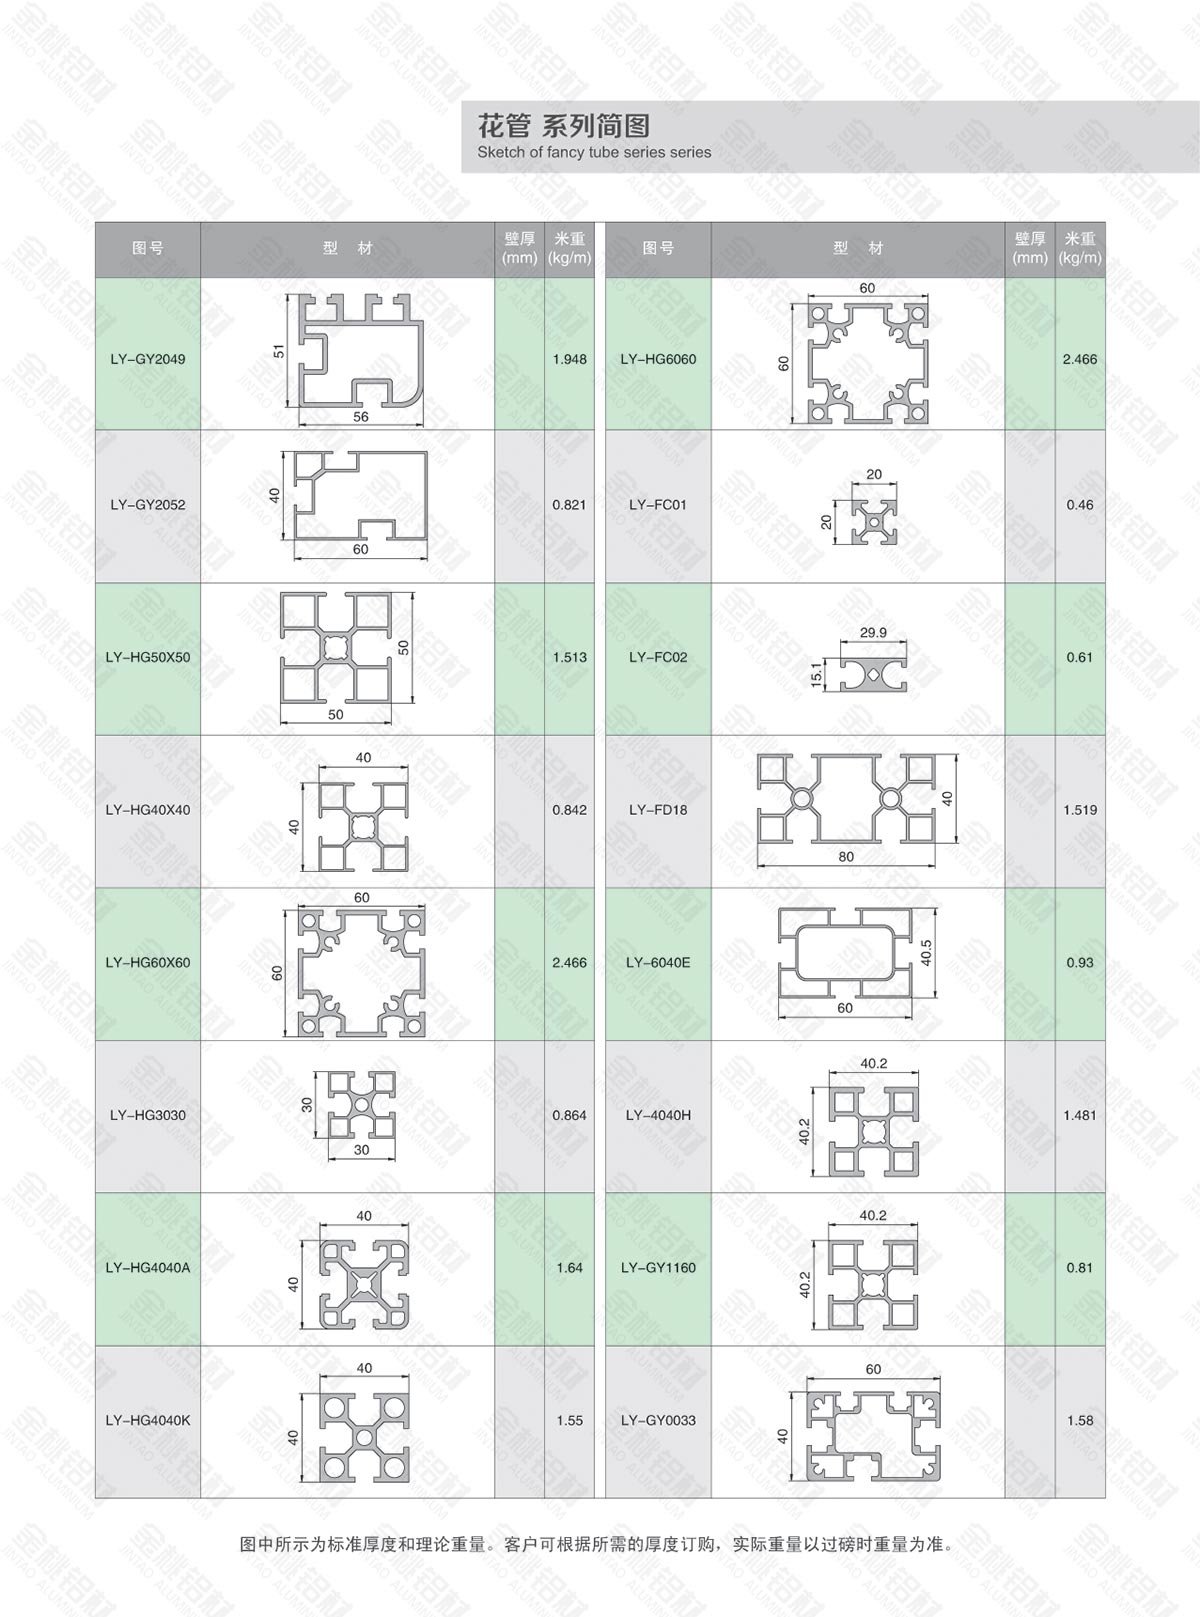 花管 系列简图
Sketch of fancy tube series series
图号 型 材 壁厚(mm) 米重(kg/m) 图号 型 材 壁厚(mm) 米重(kg/m)
LY-GY2049 51 56 1.948 LY-HG6060 60 60 2.466
LY-GY2052 40 60 0.821 LY-FC01 20 20 0.46
LY-HG50X50 50 50 1.513 LY-FC02 29.9 15.1 0.61
LY-HG40X40 40 40 0.842 LY-FD18 40 80 1.519
LY-HG60X60 60 60 2.466 LY-6040E 40.5 60 0.93
LY-HG3030 30 30 0.864 LY-4040H 40.2 40.2 1.481
LY-HG4040A 40 40 1.64 LY-GY1160 40.2 40.2 0.81
LY-HG4040K 40 40 1.55 LY-GY0033 60 40 1.58
图中所示为标准厚度和理论重量。客户可根据所需的厚度订购，实际重量以过磅时重量为准。
金桃铝材
JINTAO ALUMINIUM